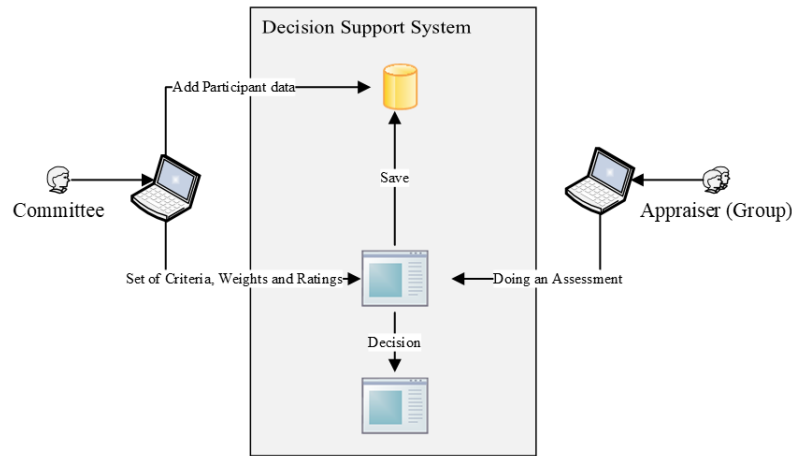 Decision Support System
Add Participant data
Save
Committee
Appraiser (Group)
Set of Criteria, Weights and Ratings
Doing an Assessment
Decision